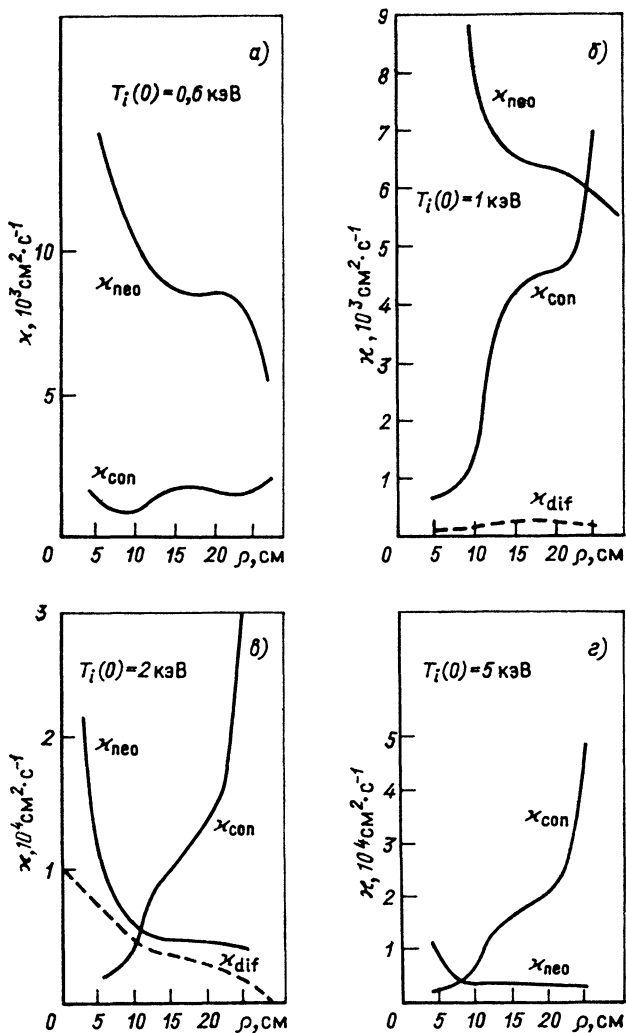 а)
T_i(0)=0,6 кэВ
ϰ, 10³см²·с⁻¹
10
5
ϰ_neo
ϰ_con
0 5 10 15 20 25 ρ, см
б)
9
8
7
6
5
4
3
2
1
ϰ, 10³см²·с⁻¹
ϰ_neo
T_i(0)=1 кэВ
ϰ_con
ϰ_dif
0 5 10 15 20 ρ, см
в)
T_i(0)=2 кэВ
3
2
1
ϰ, 10⁴см²·с⁻¹
ϰ_neo
ϰ_con
ϰ_dif
0 5 10 15 20 ρ, см
г)
T_i(0)=5 кэВ
5
4
3
2
1
ϰ, 10⁴см²·с⁻¹
ϰ_con
ϰ_neo
0 5 10 15 20 ρ, см